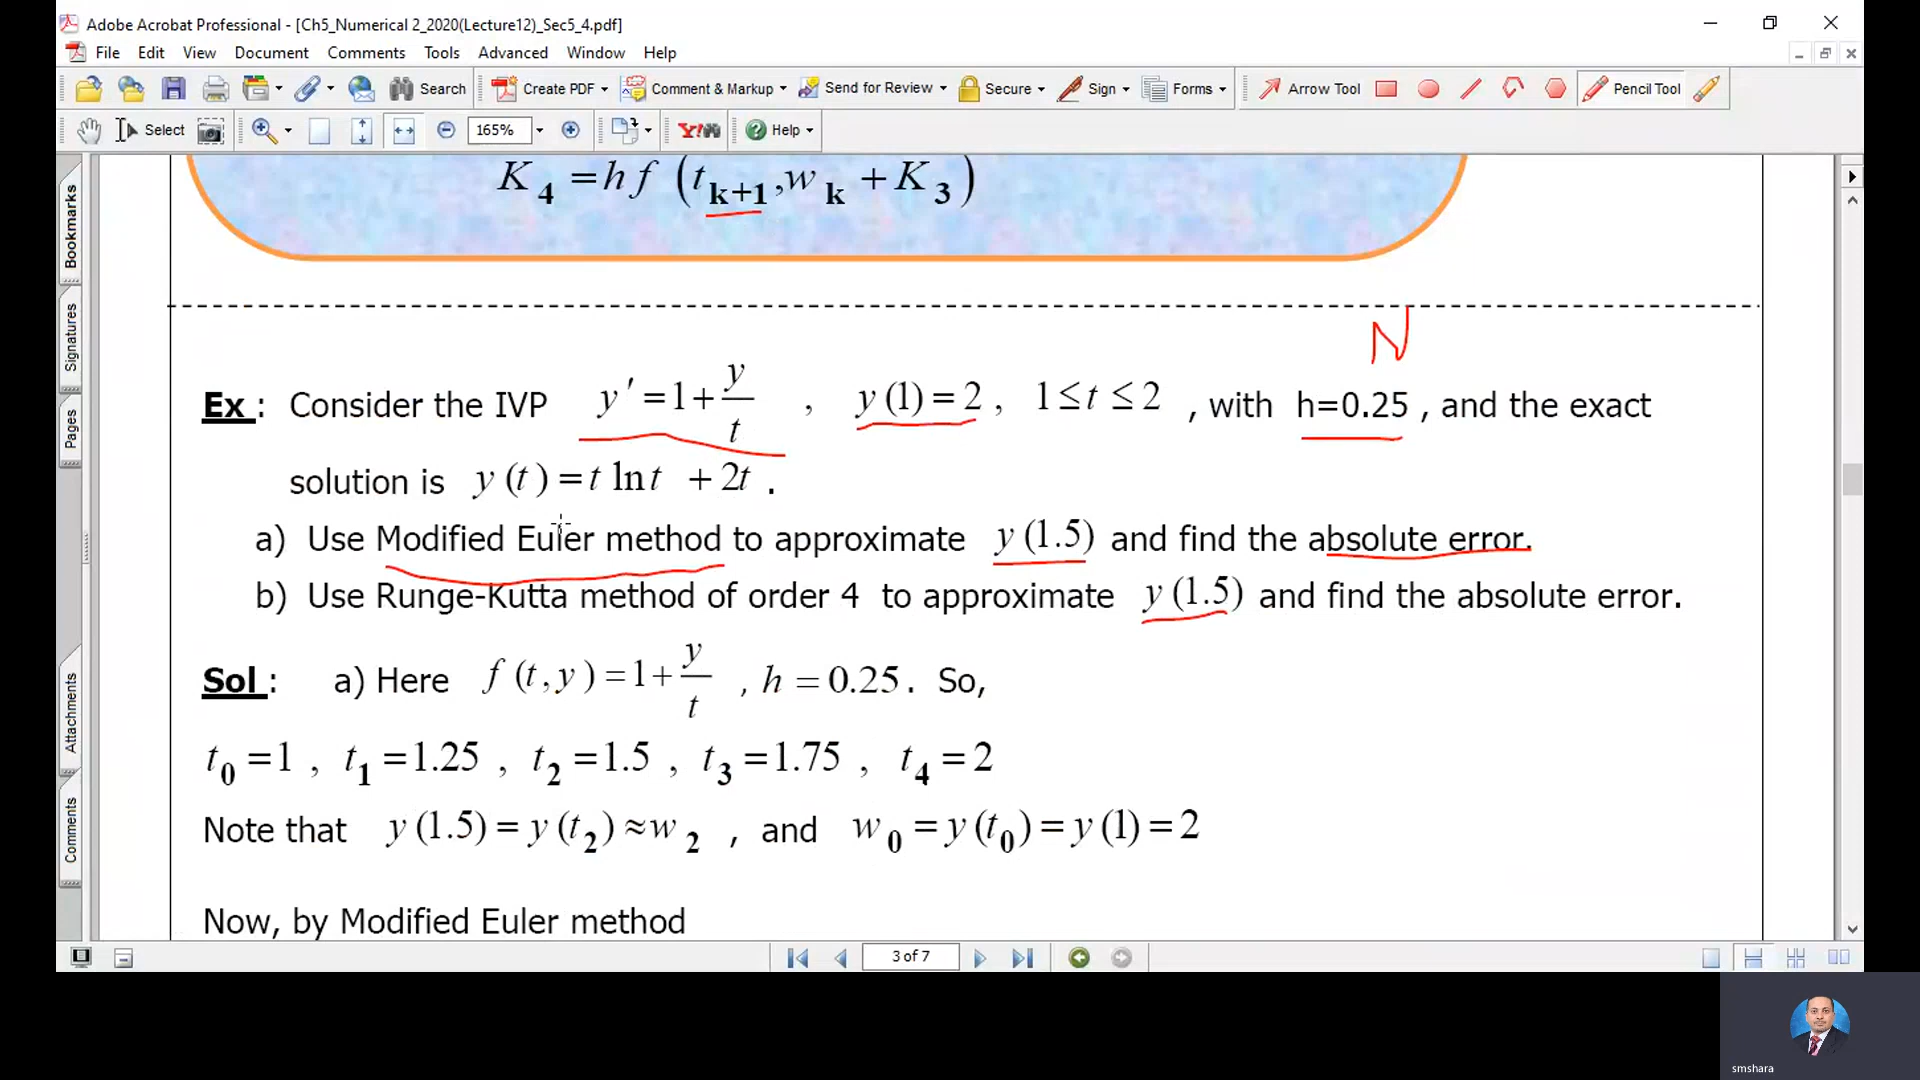 Adobe Acrobat Professional - [Ch5_Numerical 2_2020(Lecture12)_Sec5_4.pdf]
File Edit View Document Comments Tools Advanced Window Help
Search Create PDF Comment & Markup Send for Review Secure Sign Forms Arrow Tool Pencil Tool
Select 165% Y! Help
Bookmarks
Signatures
Pages
Attachments
Comments
K₄ = h f (t_{k+1}, w_k + K₃)
N
Ex : Consider the IVP y′ = 1 + y/t , y(1) = 2 , 1 ≤ t ≤ 2 , with h=0.25 , and the exact
solution is y(t) = t ln t + 2t .
a) Use Modified Euler method to approximate y(1.5) and find the absolute error.
b) Use Runge-Kutta method of order 4 to approximate y(1.5) and find the absolute error.
Sol : a) Here f(t, y) = 1 + y/t , h = 0.25. So,
t₀ = 1 , t₁ = 1.25 , t₂ = 1.5 , t₃ = 1.75 , t₄ = 2
Note that y(1.5) = y(t₂) ≈ w₂ , and w₀ = y(t₀) = y(1) = 2
Now, by Modified Euler method
3 of 7
smshara